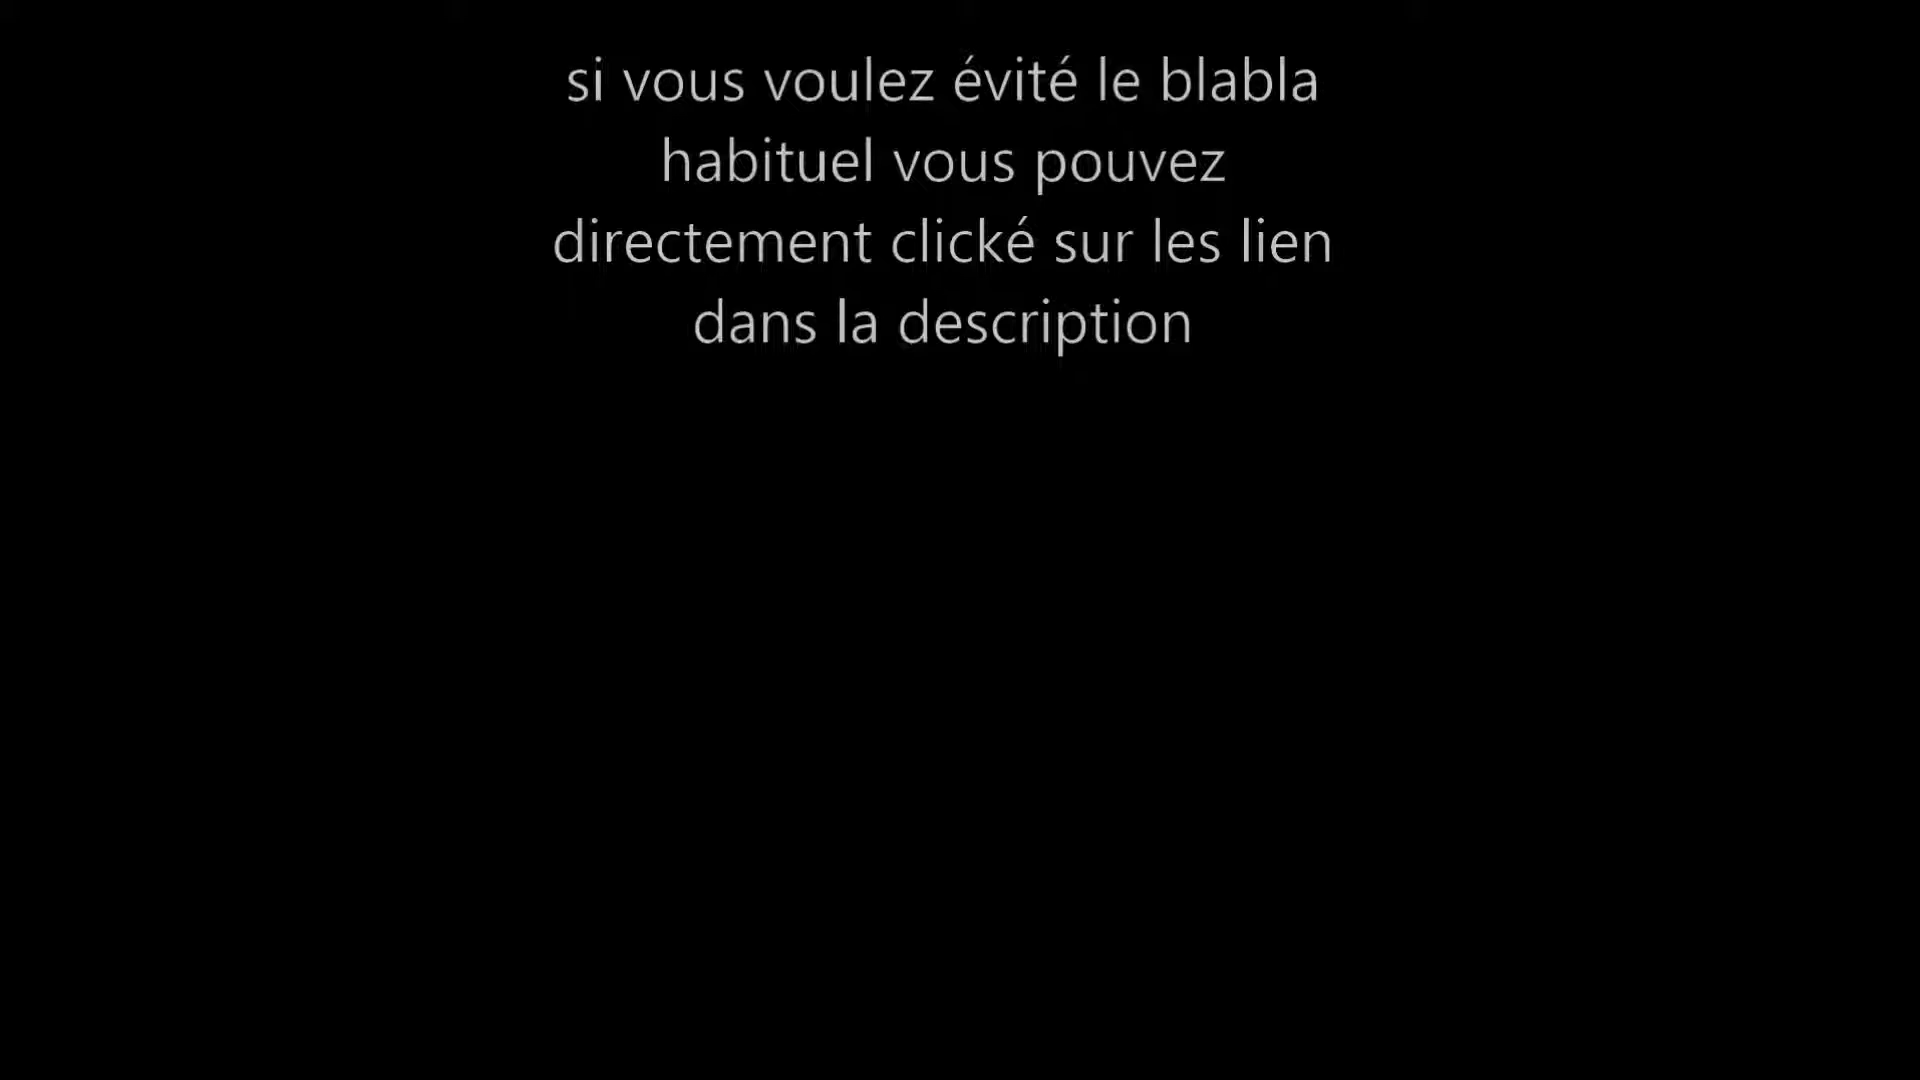 si vous voulez évité le blabla
habituel vous pouvez
directement clické sur les lien
dans la description